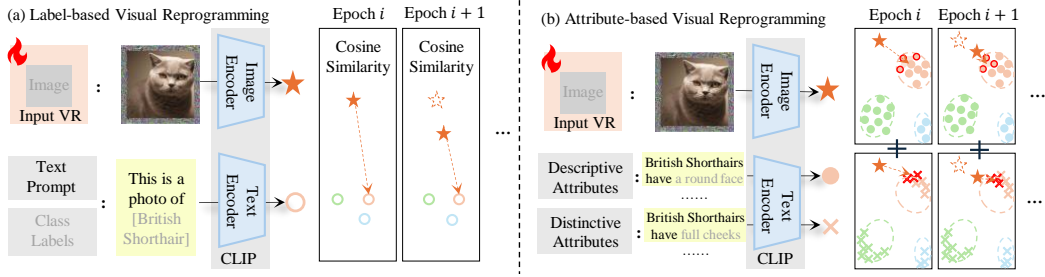 (a) Label-based Visual Reprogramming
Epoch i
Epoch i + 1
Image
Input VR
:
Image
Encoder
Cosine
Similarity
Cosine
Similarity
...
Text
Prompt
Class
Labels
:
This is a
photo of
[British
Shorthair]
Text
Encoder
CLIP
(b) Attribute-based Visual Reprogramming
Epoch i
Epoch i + 1
Image
Input VR
:
Image
Encoder
...
Descriptive
Attributes
:
British Shorthairs
have a round face
......
Distinctive
Attributes
:
British Shorthairs
have full cheeks
......
Text
Encoder
CLIP
+
+
...